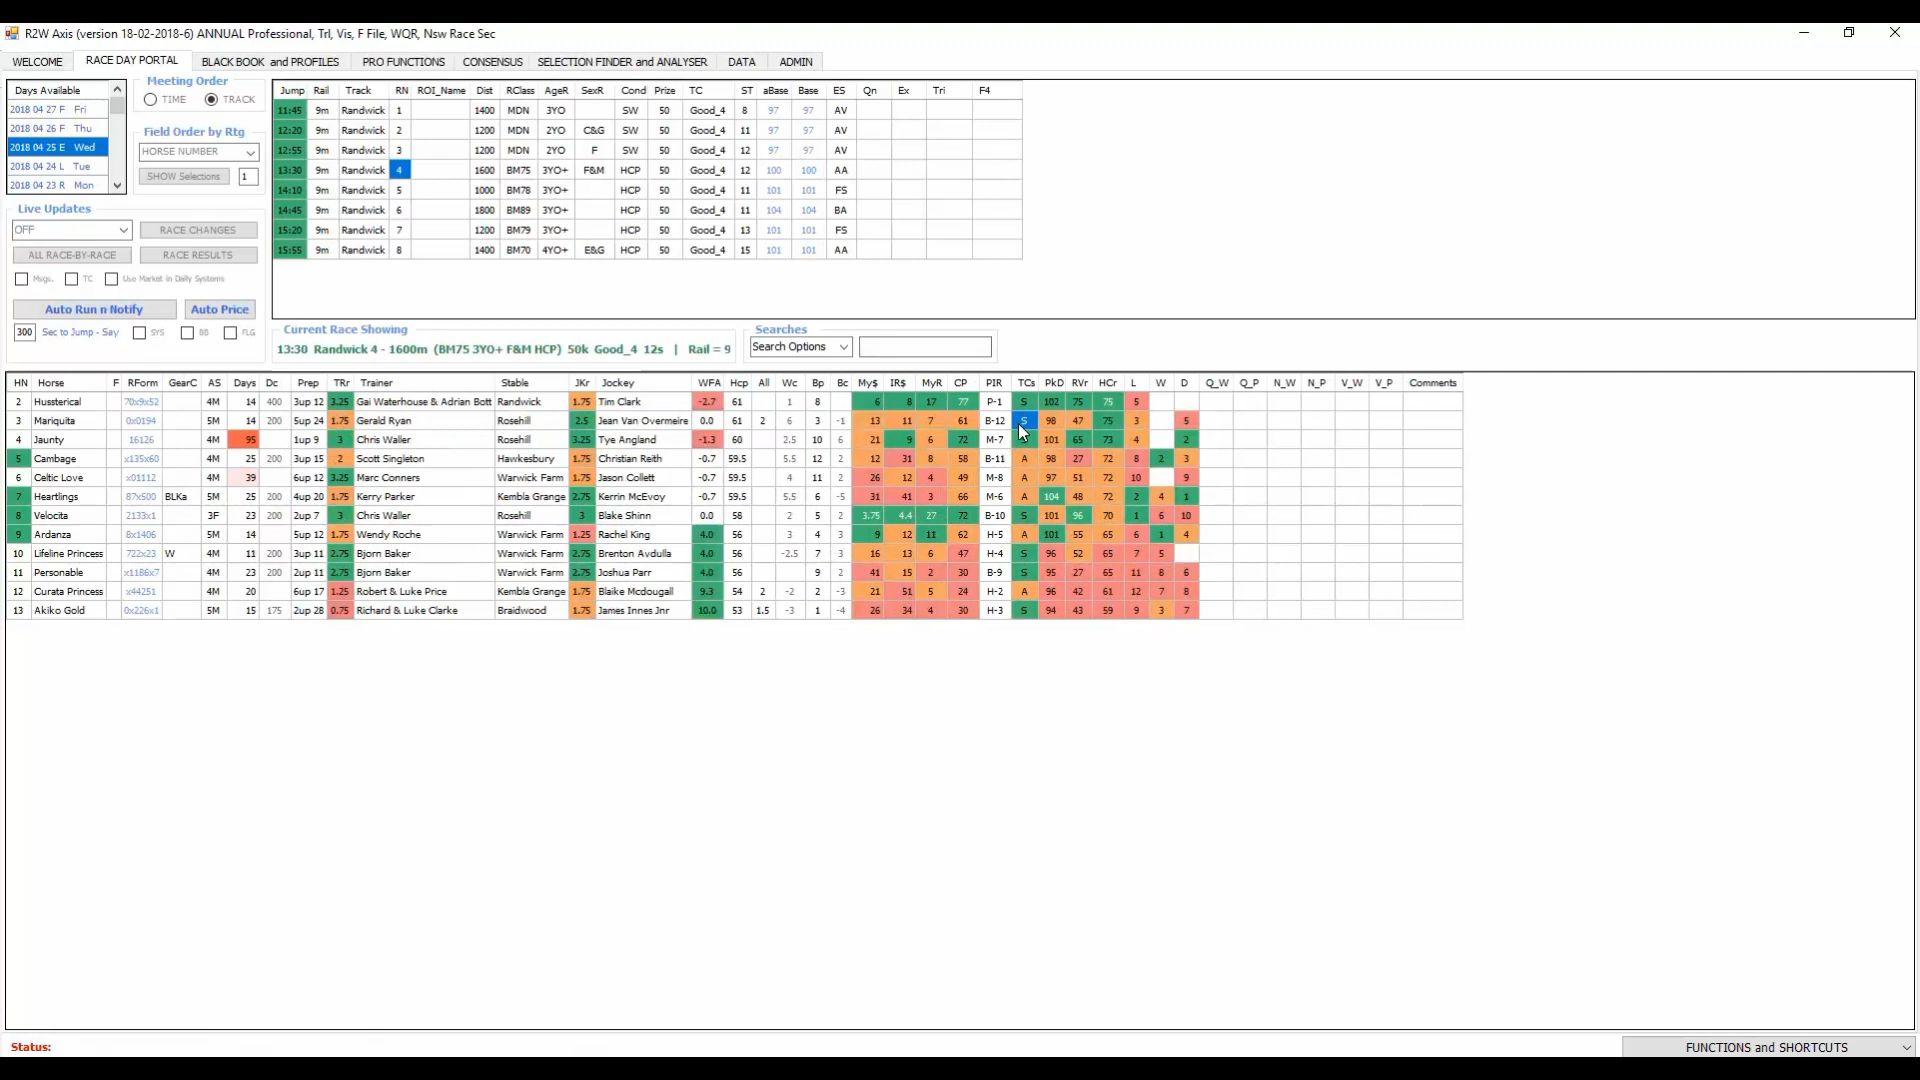 R2W Axis (version 18-02-2018-6) ANNUAL Professional, Trl, Vis, F File, WQR, Nsw Race Sec
WELCOME RACE DAY PORTAL BLACK BOOK and PROFILES PRO FUNCTIONS CONSENSUS SELECTION FINDER and ANALYSER DATA ADMIN
Days Available
2018 04 27 F Fri
2018 04 26 F Thu
2018 04 25 E Wed
2018 04 24 L Tue
2018 04 23 R Mon
Meeting Order
TIME TRACK
Field Order by Rtg
HORSE NUMBER
SHOW Selections 1
Live Updates
OFF RACE CHANGES
ALL RACE-BY-RACE RACE RESULTS
Msgs. TC Use Market in Daily Systems
Auto Run n Notify Auto Price
300 Sec to Jump - Say SYS BB FLG
Jump Rail Track RN ROI_Name Dist RClass AgeR SexR Cond Prize TC ST aBase Base ES Qn Ex Tri F4
11:45 9m Randwick 1 1400 MDN 3YO SW 50 Good_4 8 97 97 AV
12:20 9m Randwick 2 1200 MDN 2YO C&G SW 50 Good_4 11 97 97 AV
12:55 9m Randwick 3 1200 MDN 2YO F SW 50 Good_4 12 97 97 AV
13:30 9m Randwick 4 1600 BM75 3YO+ F&M HCP 50 Good_4 12 100 100 AA
14:10 9m Randwick 5 1000 BM78 3YO+ HCP 50 Good_4 11 101 101 FS
14:45 9m Randwick 6 1800 BM89 3YO+ HCP 50 Good_4 11 104 104 BA
15:20 9m Randwick 7 1200 BM79 3YO+ HCP 50 Good_4 13 101 101 FS
15:55 9m Randwick 8 1400 BM70 4YO+ E&G HCP 50 Good_4 15 101 101 AA
Current Race Showing
13:30 Randwick 4 - 1600m (BM75 3YO+ F&M HCP) 50k Good_4 12s | Rail = 9
Searches
Search Options
HN Horse F RForm GearC AS Days Dc Prep TRr Trainer Stable JKr Jockey WFA Hcp All Wc Bp Bc My$ IR$ MyR CP PIR TCs PkD RVr HCr L W D Q_W Q_P N_W N_P V_W V_P Comments
2 Hussterical 70x9x52 4M 14 400 3up 12 3.25 Gai Waterhouse & Adrian Bott Randwick 1.75 Tim Clark -2.7 61 1 8 6 8 17 77 P-1 S 102 75 75 5
3 Mariquita 0x0194 5M 14 200 5up 24 1.75 Gerald Ryan Rosehill 2.5 Jean Van Overmeire 0.0 61 2 6 3 -1 13 11 7 61 B-12 S 98 47 75 3 5
4 Jaunty 16126 4M 95 1up 9 3 Chris Waller Rosehill 3.25 Tye Angland -1.3 60 2.5 10 6 21 9 6 72 M-7 101 65 73 4 2
5 Cambage x135x60 4M 25 200 3up 15 2 Scott Singleton Hawkesbury 1.75 Christian Reith -0.7 59.5 5.5 12 2 12 31 8 58 B-11 A 98 27 72 8 2 3
6 Celtic Love x01112 4M 39 6up 12 3.25 Marc Conners Warwick Farm 1.75 Jason Collett -0.7 59.5 4 11 2 26 12 4 49 M-8 A 97 51 72 10 9
7 Heartlings 87x500 BLKa 5M 25 200 4up 20 1.75 Kerry Parker Kembla Grange 2.75 Kerrin McEvoy -0.7 59.5 5.5 6 -5 31 41 3 66 M-6 A 104 48 72 2 4 1
8 Velocita 2133x1 3F 23 200 2up 7 3 Chris Waller Rosehill 3 Blake Shinn 0.0 58 2 5 2 3.75 4.4 27 72 B-10 S 101 96 70 1 6 10
9 Ardanza 8x1406 5M 14 5up 12 1.75 Wendy Roche Warwick Farm 1.25 Rachel King 4.0 56 3 4 3 9 12 11 62 H-5 A 101 55 65 6 1 4
10 Lifeline Princess 722x23 W 4M 11 200 3up 11 2.75 Bjorn Baker Warwick Farm 2.75 Brenton Avdulla 4.0 56 -2.5 7 3 16 13 6 47 H-4 S 96 52 65 7 5
11 Personable x1186x7 4M 23 200 2up 11 2.75 Bjorn Baker Warwick Farm 2.75 Joshua Parr 4.0 56 9 2 41 15 2 30 B-9 S 95 27 65 11 8 6
12 Curata Princess x44251 4M 20 6up 17 1.25 Robert & Luke Price Kembla Grange 1.75 Blaike Mcdougall 9.3 54 2 -2 2 -3 21 51 5 24 H-2 A 96 42 61 12 7 8
13 Akiko Gold 0x226x1 5M 15 175 2up 28 0.75 Richard & Luke Clarke Braidwood 1.75 James Innes Jnr 10.0 53 1.5 -3 1 -4 26 34 4 30 H-3 S 94 43 59 9 3 7
Status: FUNCTIONS and SHORTCUTS